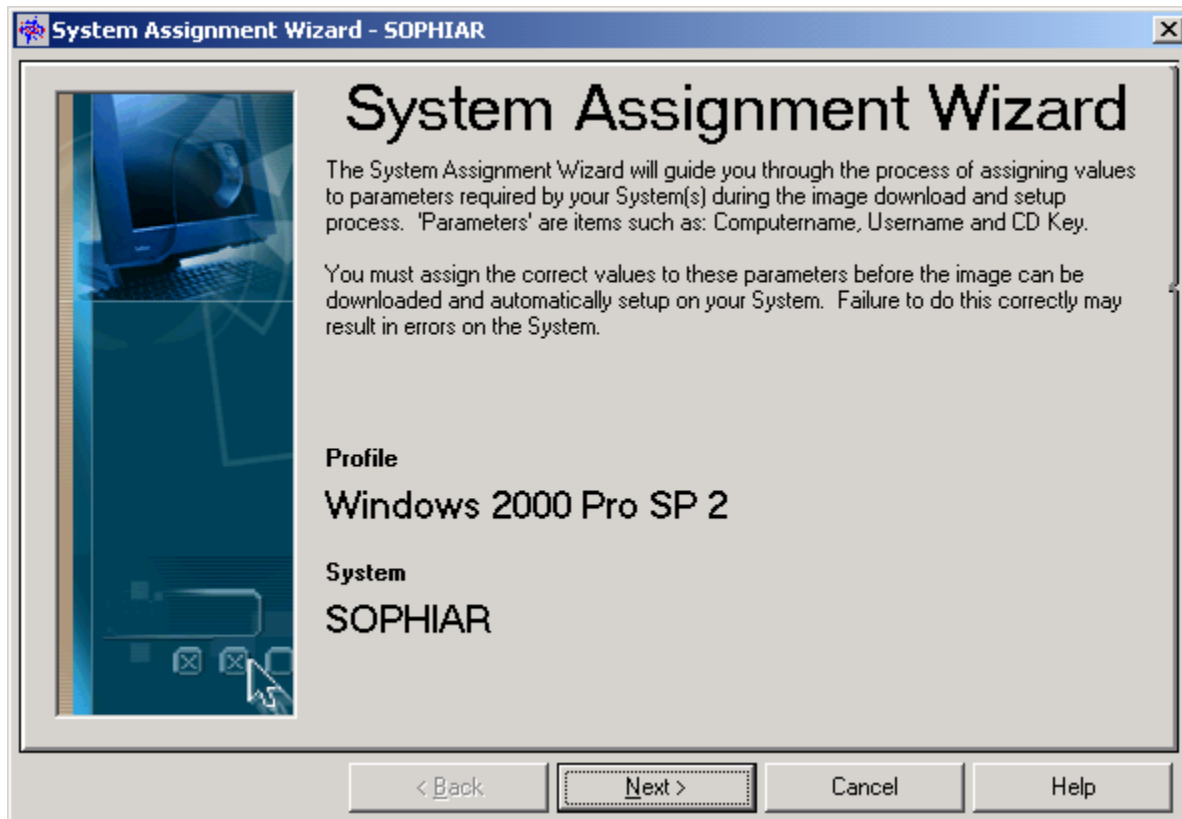 System Assignment Wizard - SOPHIAR
System Assignment Wizard
The System Assignment Wizard will guide you through the process of assigning values
to parameters required by your System(s) during the image download and setup
process.  'Parameters' are items such as: Computername, Username and CD Key.
You must assign the correct values to these parameters before the image can be
downloaded and automatically setup on your System.  Failure to do this correctly may
result in errors on the System.
Profile
Windows 2000 Pro SP 2
System
SOPHIAR
< Back
Next >
Cancel
Help